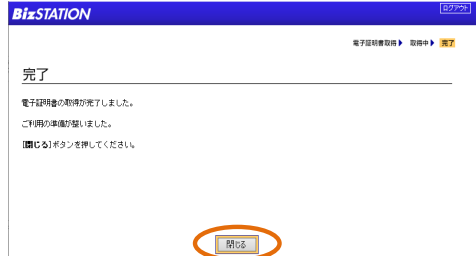 BizSTATION
ログアウト
電子証明書取得 ▶ 取得中 ▶ 完了
完了
電子証明書の取得が完了しました。
ご利用の準備が整いました。
[閉じる]ボタンを押してください。
閉じる